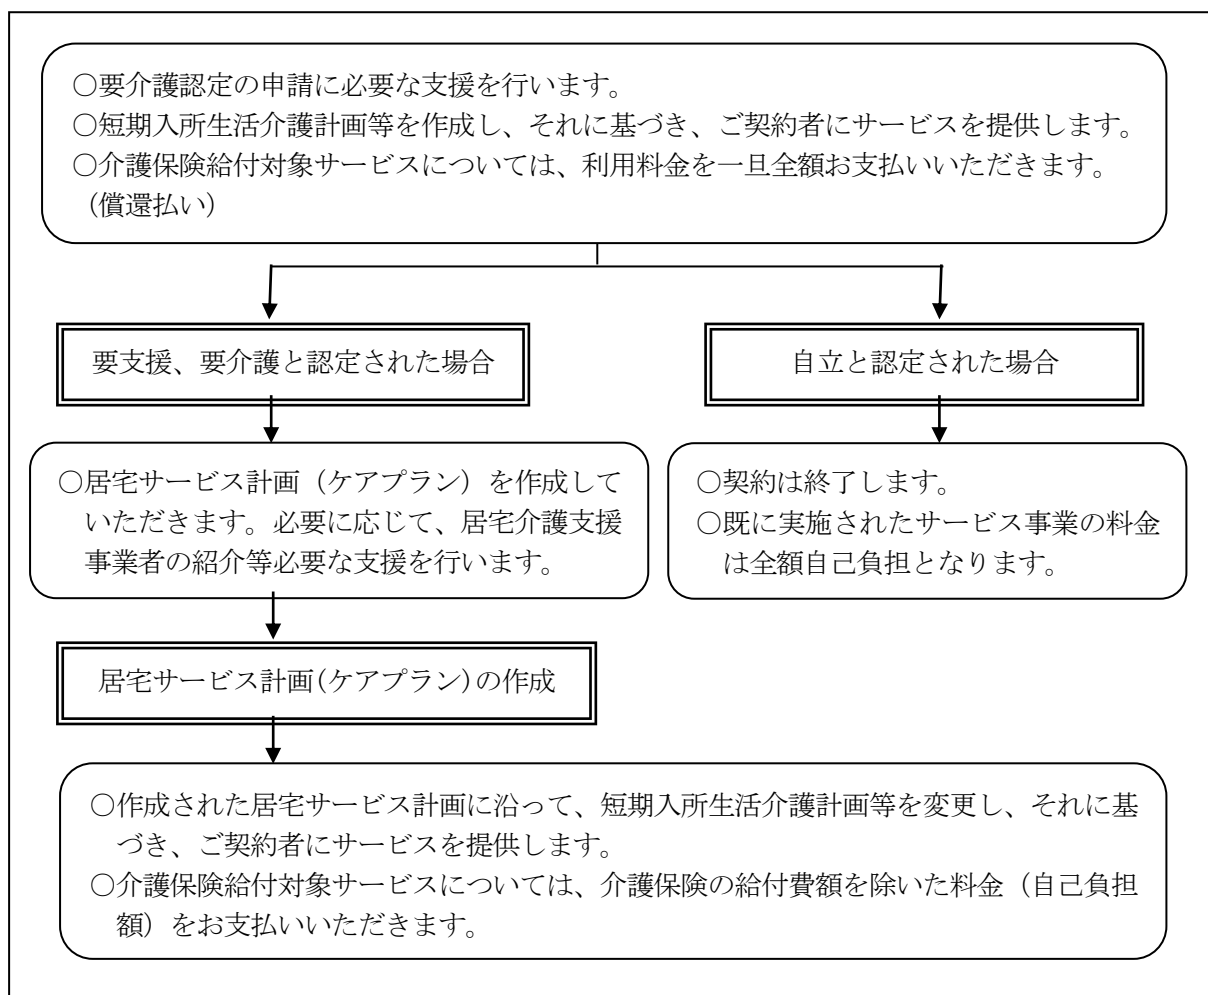 ○要介護認定の申請に必要な支援を行います。
○短期入所生活介護計画等を作成し、それに基づき、ご契約者にサービスを提供します。
○介護保険給付対象サービスについては、利用料金を一旦全額お支払いいただきます。
（償還払い）
要支援、要介護と認定された場合
自立と認定された場合
○居宅サービス計画（ケアプラン）を作成して
いただきます。必要に応じて、居宅介護支援
事業者の紹介等必要な支援を行います。
○契約は終了します。
○既に実施されたサービス事業の料金
は全額自己負担となります。
居宅サービス計画(ケアプラン)の作成
○作成された居宅サービス計画に沿って、短期入所生活介護計画等を変更し、それに基
づき、ご契約者にサービスを提供します。
○介護保険給付対象サービスについては、介護保険の給付費額を除いた料金（自己負担
額）をお支払いいただきます。